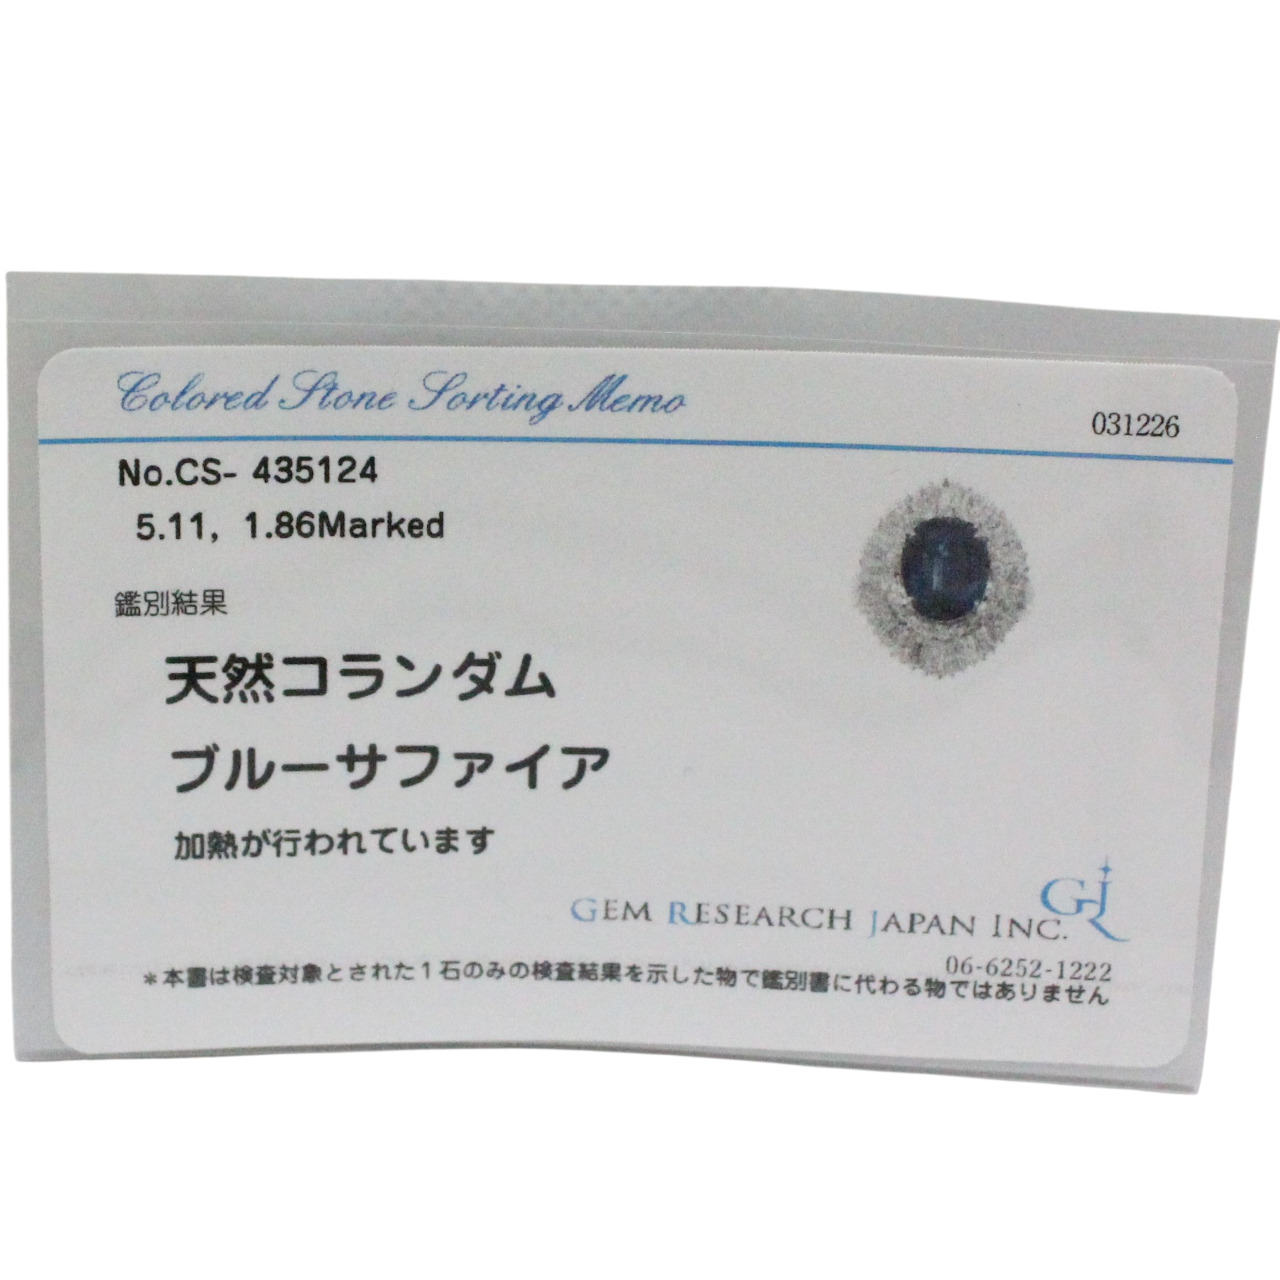 Colored Stone Sorting Memo
031226
No.CS- 435124
5.11, 1.86Marked
鑑別結果
天然コランダム
ブルーサファイア
加熱が行われています
GJ
GEM RESEARCH JAPAN INC.
06-6252-1222
*本書は検査対象とされた1石のみの検査結果を示した物で鑑別書に代わる物ではありません